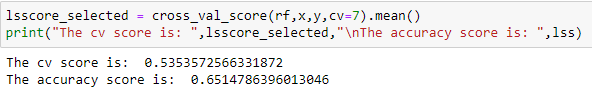 lsscore_selected = cross_val_score(rf,x,y,cv=7).mean()
print("The cv score is: ",lsscore_selected,"\nThe accuracy score is: ",lss)
The cv score is:  0.5353572566331872
The accuracy score is:  0.6514786396013046